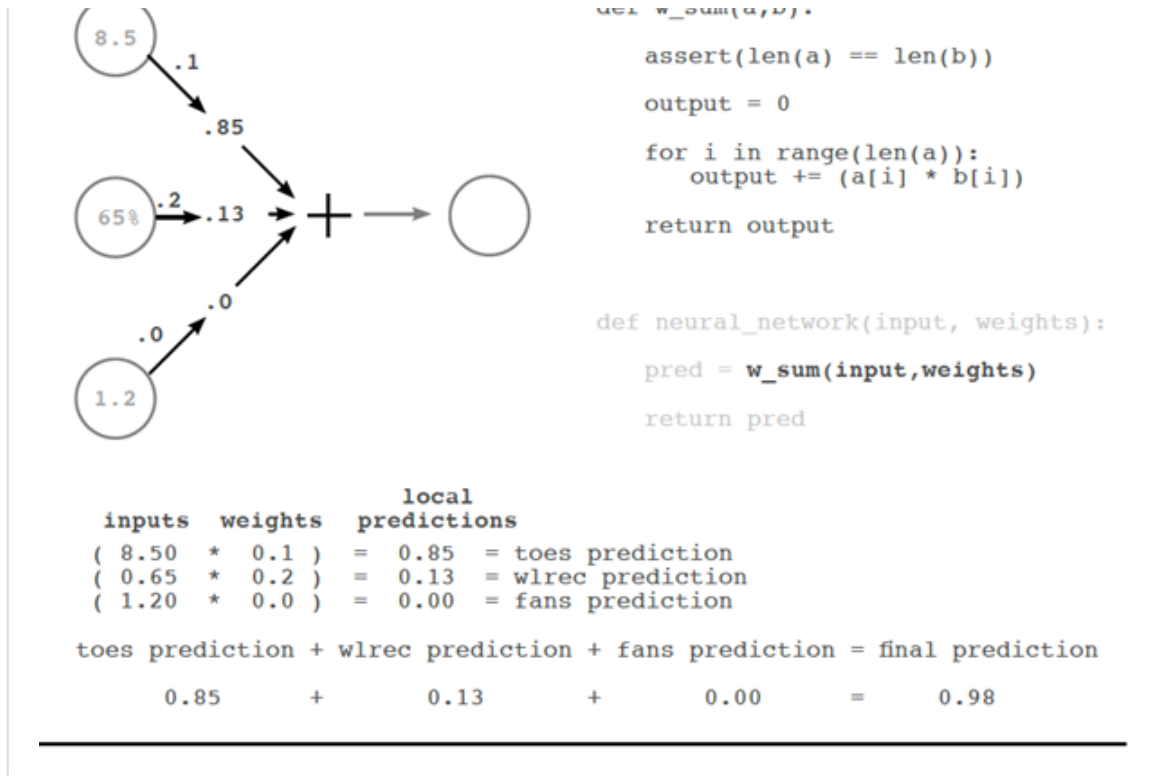 8.5
.1
.85
65%
.2
.13
.0
.0
1.2
def w_sum(a,b):
assert(len(a) == len(b))
output = 0
for i in range(len(a)):
output += (a[i] * b[i])
return output
def neural_network(input, weights):
pred = w_sum(input,weights)
return pred
local
inputs weights predictions
( 8.50 * 0.1 ) = 0.85 = toes prediction
( 0.65 * 0.2 ) = 0.13 = wlrec prediction
( 1.20 * 0.0 ) = 0.00 = fans prediction
toes prediction + wlrec prediction + fans prediction = final prediction
0.85 + 0.13 + 0.00 = 0.98